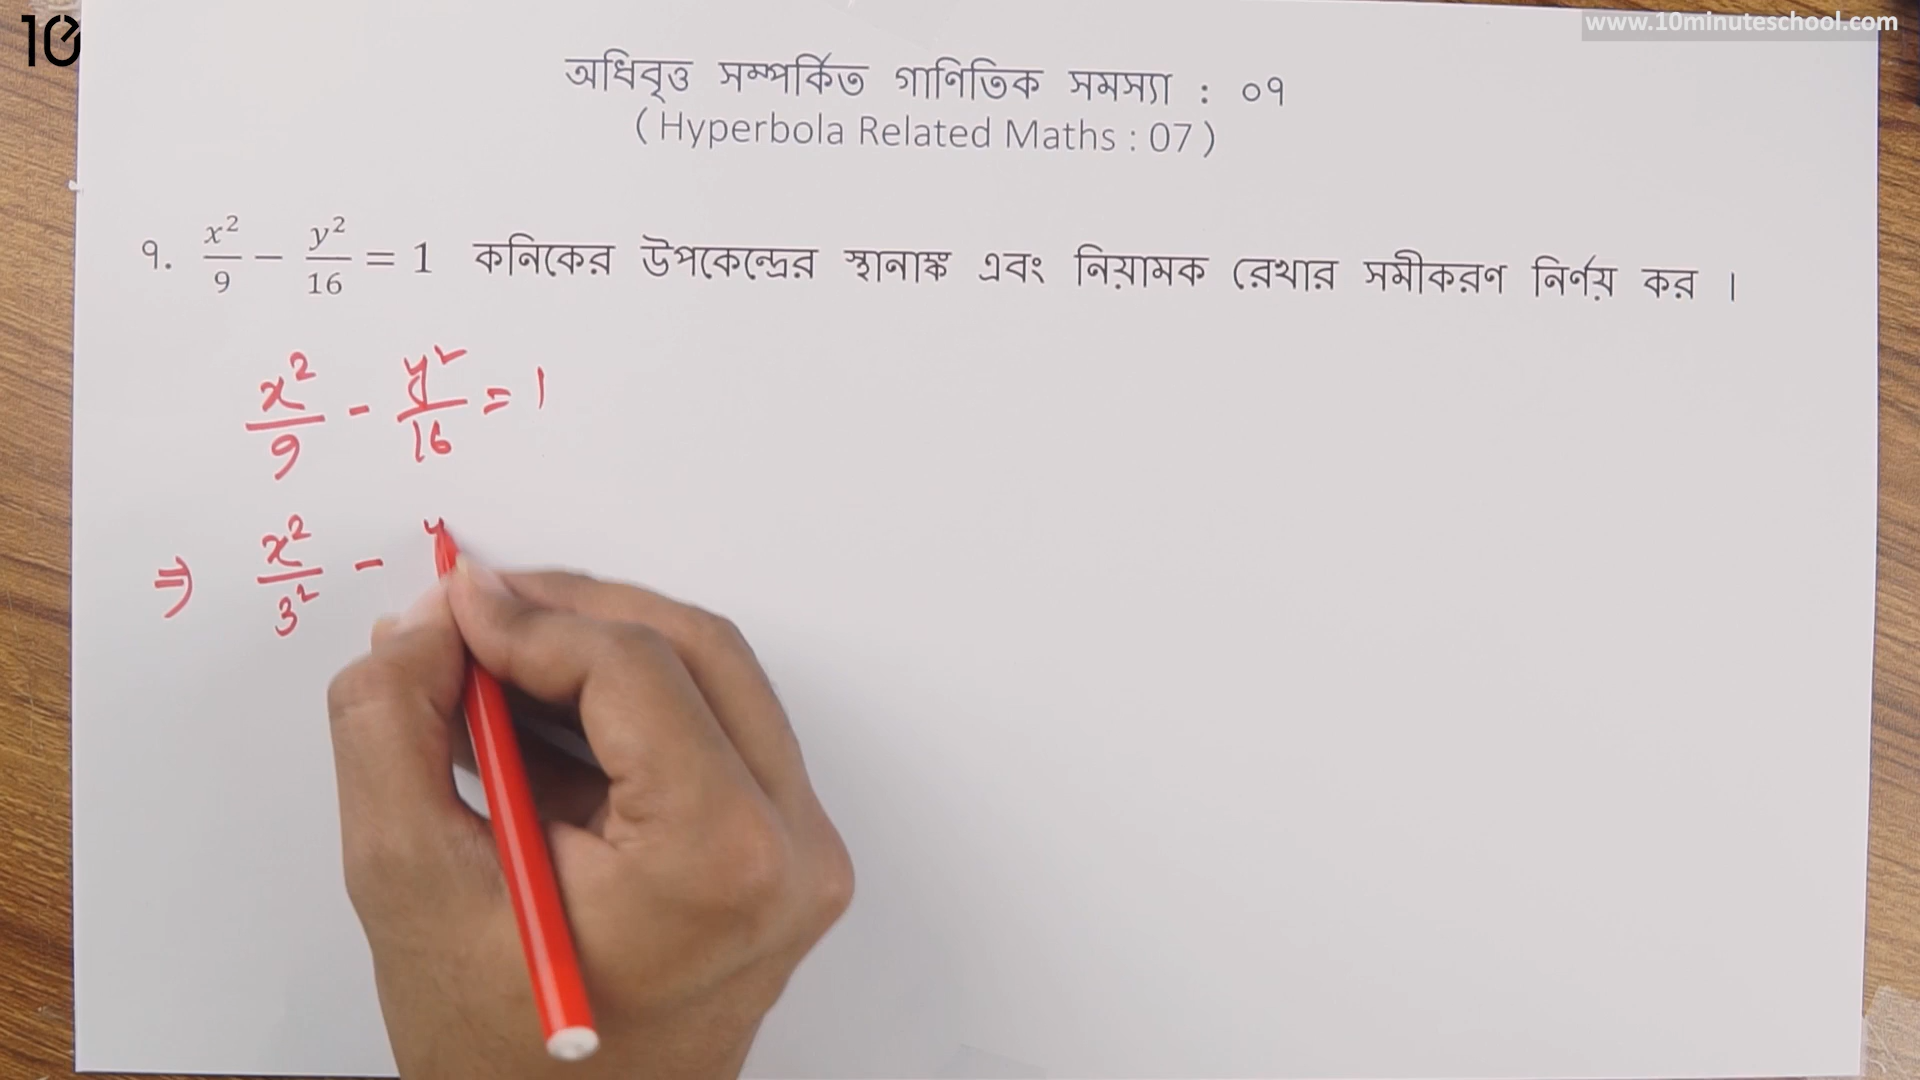 10
www.10minuteschool.com
অধিবৃত্ত সম্পর্কিত গাণিতিক সমস্যা : ০৭
( Hyperbola Related Maths : 07 )
৭. x²/9 − y²/16 = 1 কনিকের উপকেন্দ্রের স্থানাঙ্ক এবং নিয়ামক রেখার সমীকরণ নির্ণয় কর ।
x²/9 - y²/16 = 1
⇒ x²/3² - y